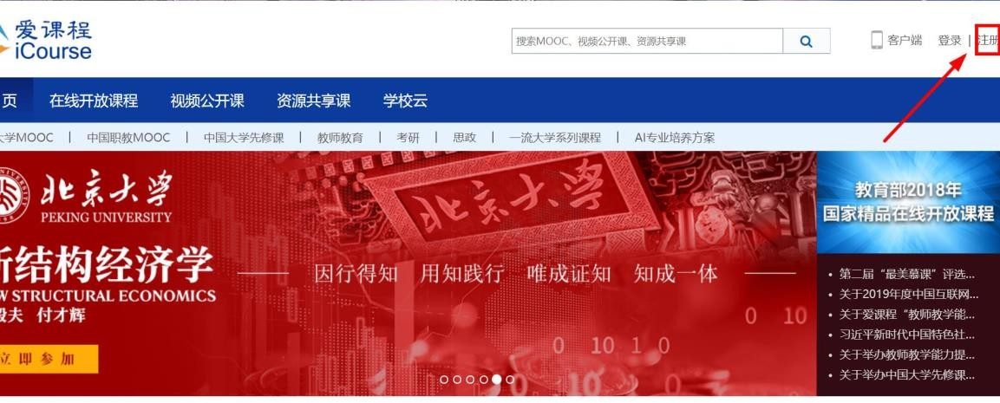 爱课程
iCourse
搜索MOOC、视频公开课、资源共享课
客户端 登录 | 注册
页 在线开放课程 视频公开课 资源共享课 学校云
大学MOOC | 中国职教MOOC | 中国大学先修课 | 教师教育 | 考研 | 思政 | 一流大学系列课程 | AI专业培养方案
北京大学
PEKING UNIVERSITY
新结构经济学
W STRUCTURAL ECONOMICS
毅夫 付才辉
立即参加
北京大学
因行得知 用知践行 唯成证知 知成一体
0 10
0 10 1 0
0 10 0
教育部2018年
国家精品在线开放课程
• 第二届“最美慕课”评选...
• 关于2019年度中国互联网...
• 关于爱课程“教师教学能...
• 习近平新时代中国特色社...
• 关于举办教师教学能力提...
• 关于举办中国大学先修课...